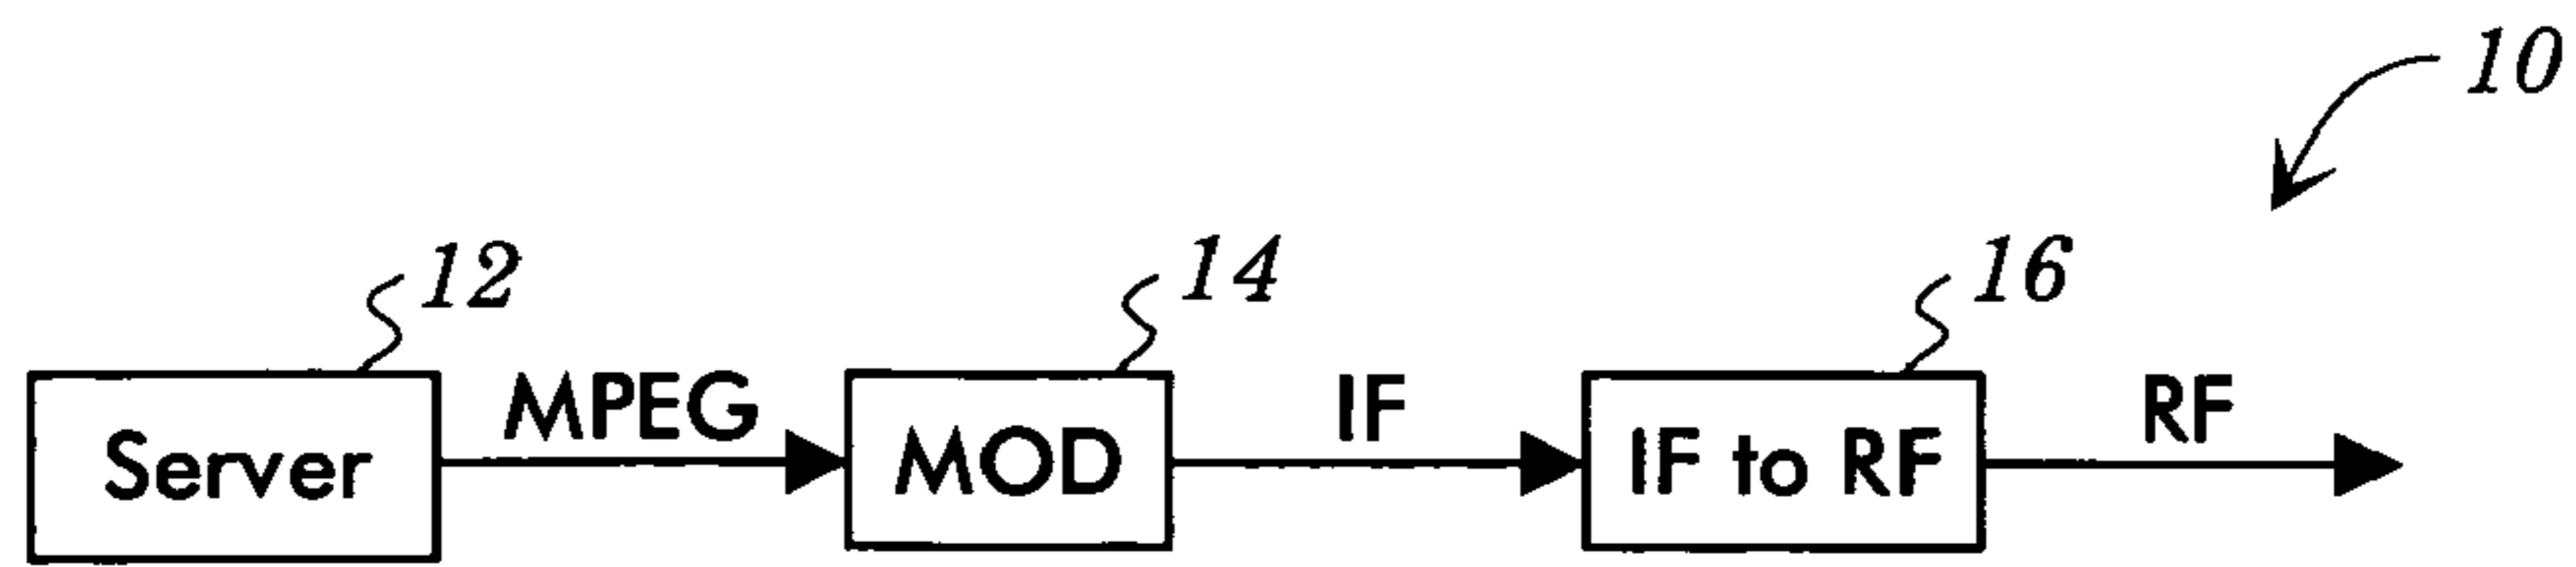 10
12
14
16
MPEG
IF
RF
Server
MOD
IF to RF